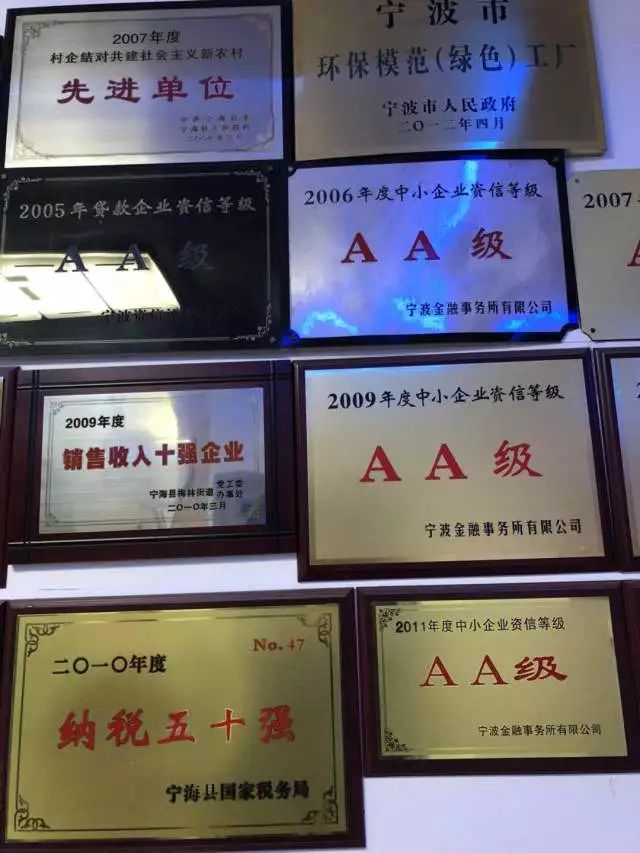 2007年度
村企结对共建社会主义新农村
先进单位
宁波市
环保模范(绿色)工厂
宁波市人民政府
二〇一二年四月
2005年贷款企业资信等级
AA级
2006年度中小企业资信等级
AA级
宁波金融事务所有限公司
2007
2009年度
销售收入十强企业
宁海县梅林街道 党工委 办事处
二〇一〇年三月
2009年度中小企业资信等级
AA级
宁波金融事务所有限公司
No.47
二〇一〇年度
纳税五十强
宁海县国家税务局
2011年度中小企业资信等级
AA级
宁波金融事务所有限公司